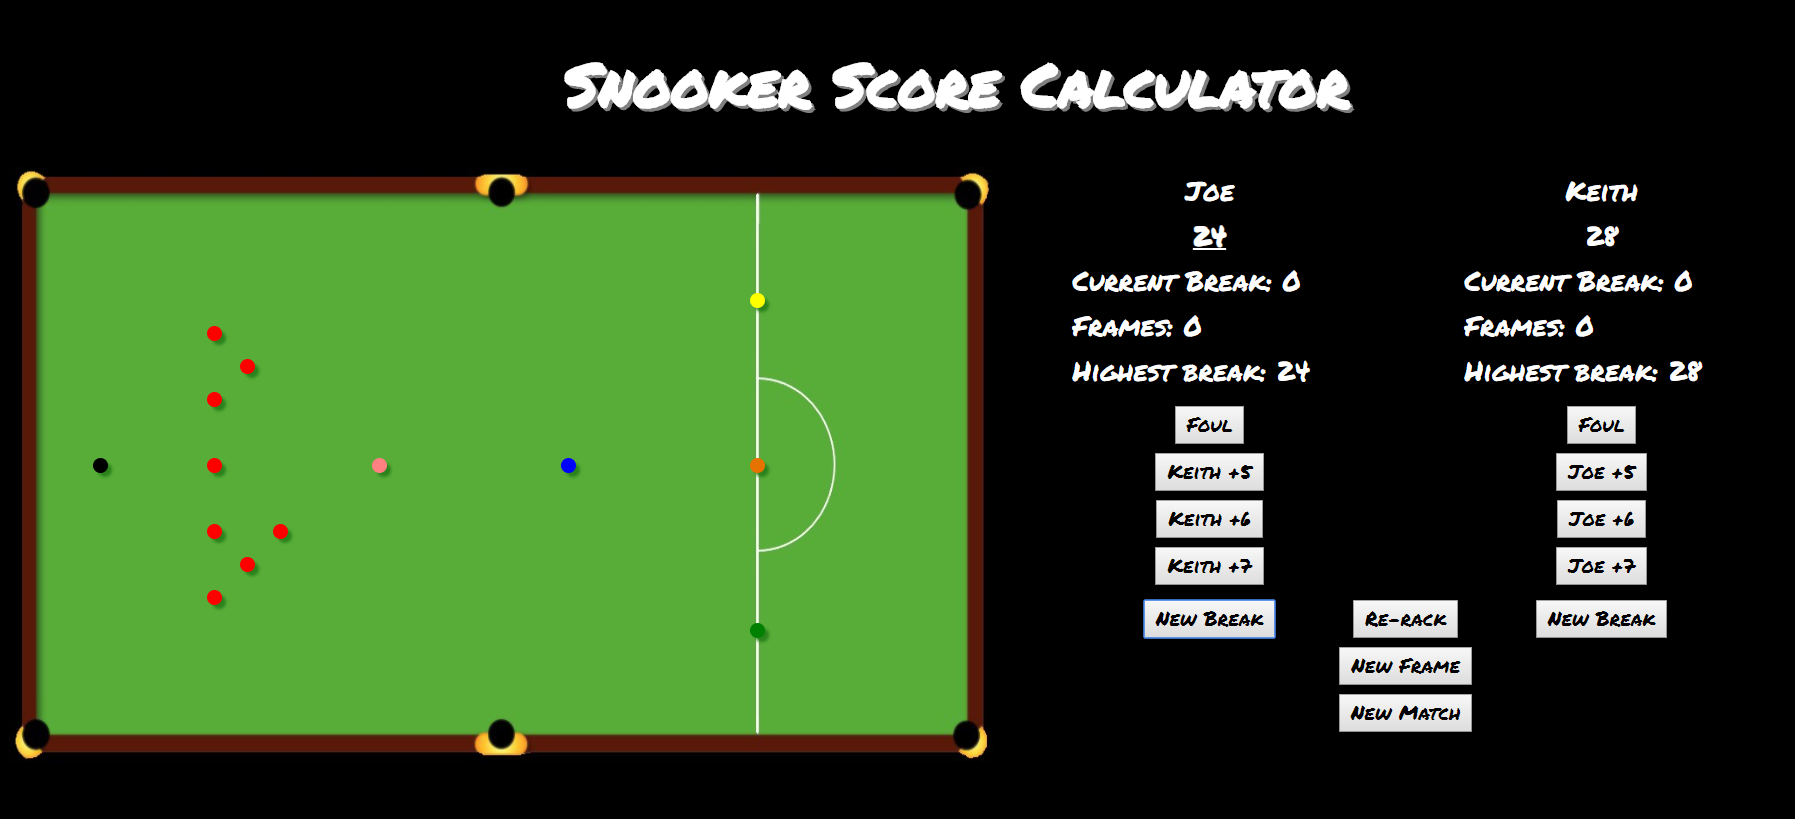 Snooker Score Calculator
Joe
24
Current Break: 0
Frames: 0
Highest break: 24
Foul
Keith +5
Keith +6
Keith +7
New Break
Re-rack
New Frame
New Match
Keith
28
Current Break: 0
Frames: 0
Highest break: 28
Foul
Joe +5
Joe +6
Joe +7
New Break